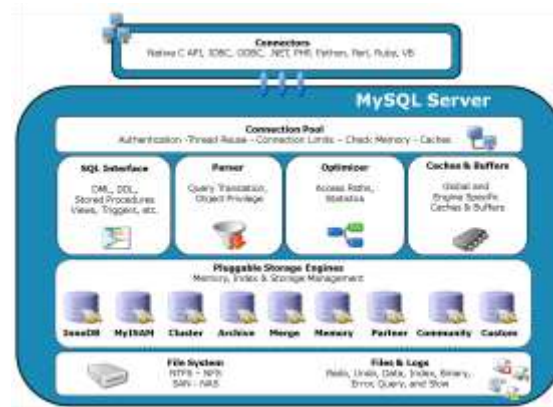 Connectors
Native C API, JDBC, ODBC, .NET, PHP, Python, Perl, Ruby, VB
MySQL Server
Connection Pool
Authentication - Thread Reuse - Connection Limits - Check Memory - Caches
SQL Interface
DML, DDL,
Stored Procedures
Views, Triggers, etc.
Parser
Query Translation,
Object Privilege
Optimizer
Access Paths,
Statistics
Caches & Buffers
Global and
Engine Specific
Caches & Buffers
Pluggable Storage Engines
Memory, Index & Storage Management
InnoDB MyISAM Cluster Archive Merge Memory Partner Community Custom
File System
NTFS - NFS
SAN - NAS
Files & Logs
Redo, Undo, Data, Index, Binary,
Error, Query, and Slow